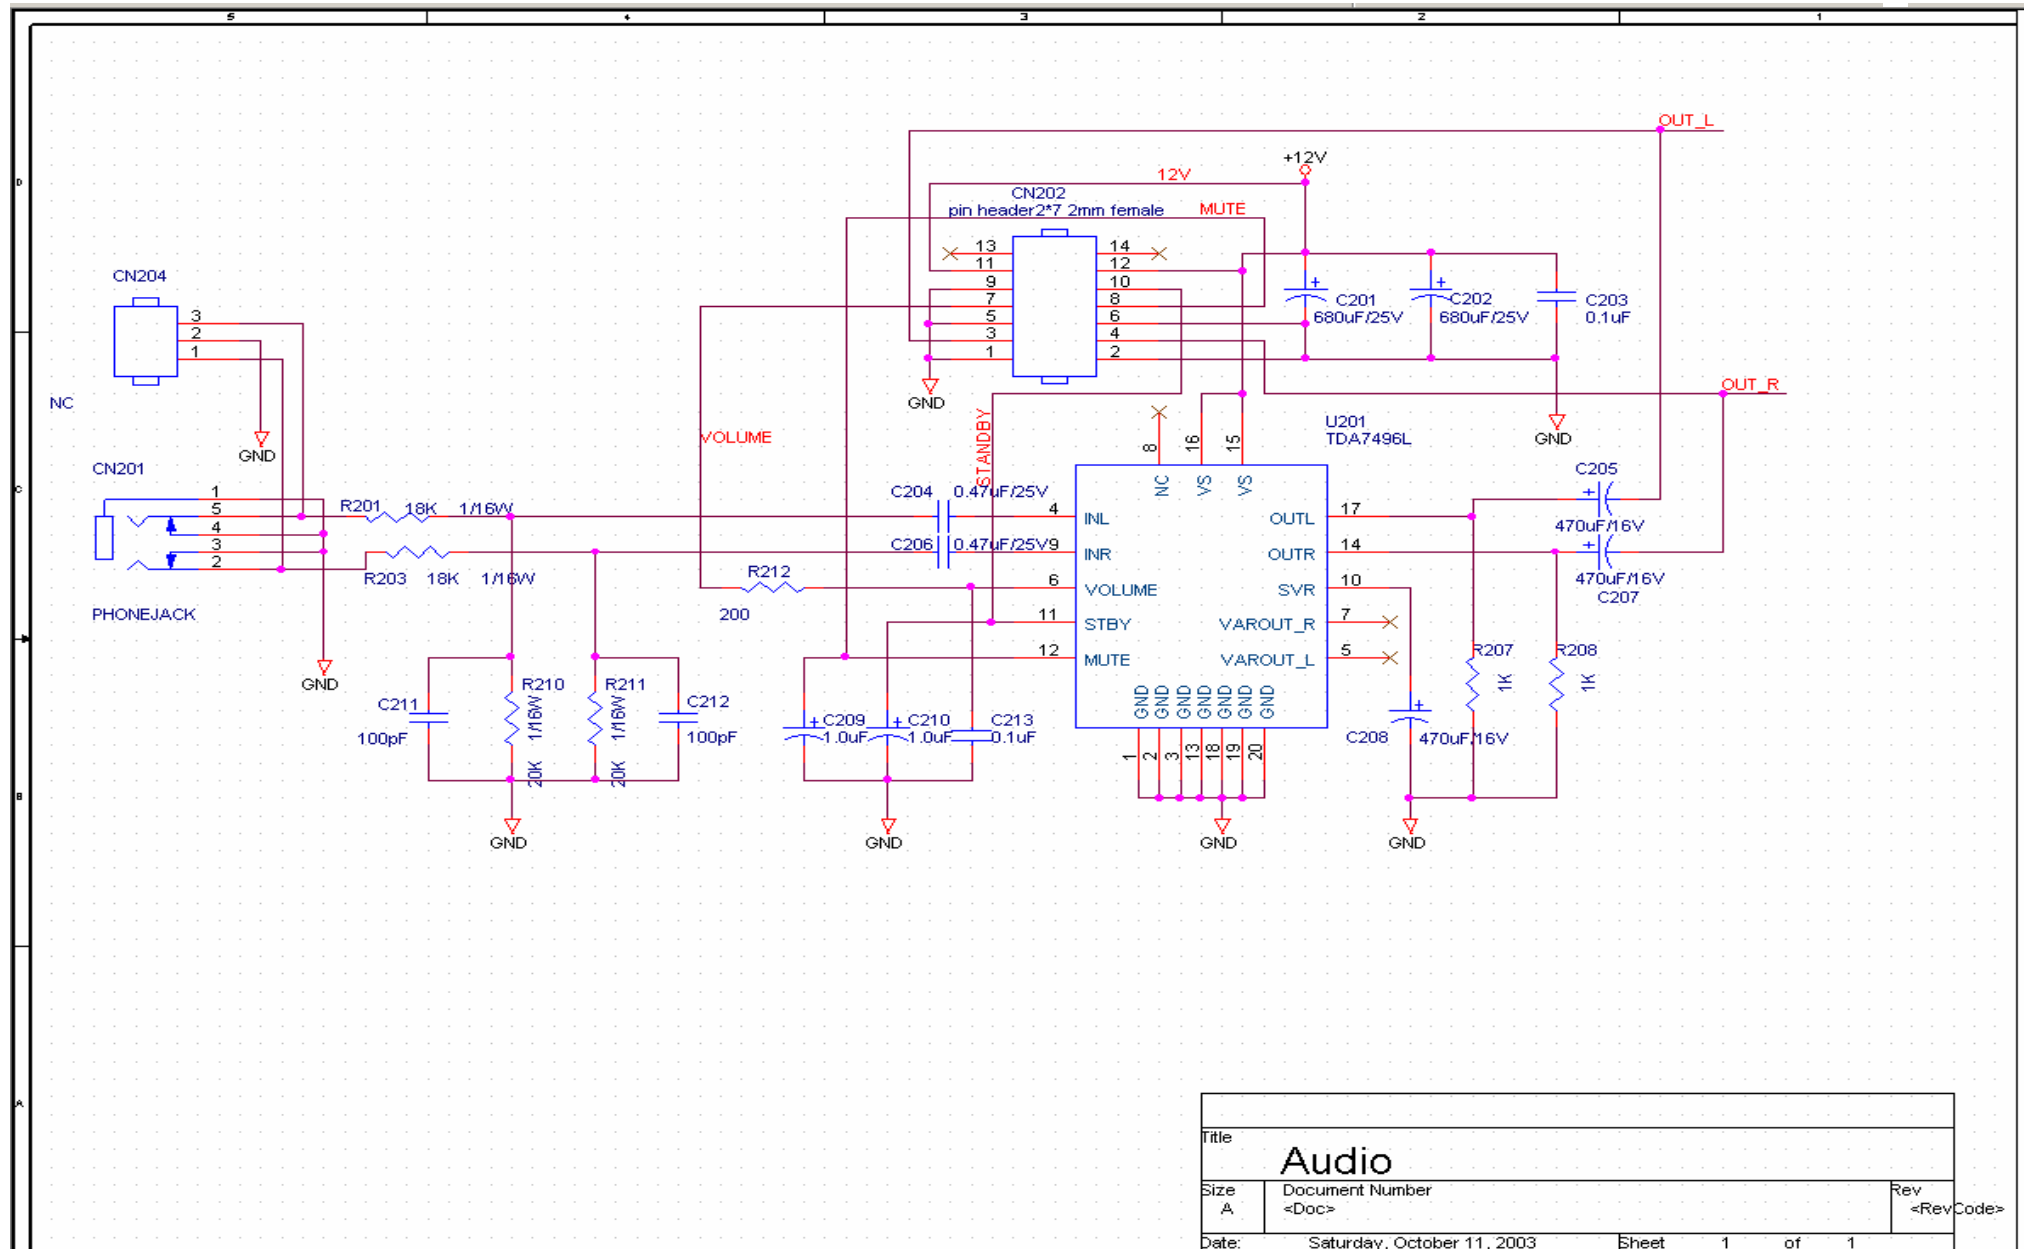 5 4 3 2 1
D
C
B
A
OUT_L
+12V
12V
CN202
pin header2*7 2mm female
MUTE
13 14
11 12
9 10
7 8
5 6
3 4
1 2
C201
680uF/25V
C202
680uF/25V
C203
0.1uF
GND
GND
OUT_R
CN204
3
2
1
NC
GND
CN201
1
5
4
3
2
PHONEJACK
GND
R201 18K 1/16W
R203 18K 1/16W
VOLUME
STANDBY
C204 0.47uF/25V
C206 0.47uF/25V
R212
200
U201
TDA7496L
8 16 15
NC VS VS
4 INL OUTL 17
9 INR OUTR 14
6 VOLUME SVR 10
11 STBY VAROUT_R 7
12 MUTE VAROUT_L 5
GND GND GND GND GND GND GND
1 2 3 13 18 19 20
GND
C205
470uF/16V
470uF/16V
C207
R207
1K
R208
1K
C208 470uF/16V
GND
C211
100pF
R210
20K 1/16W
R211
20K 1/16W
C212
100pF
GND
C209
1.0uF
C210
1.0uF
C213
0.1uF
GND
Title
Audio
Size Document Number Rev
A <Doc> <RevCode>
Date: Saturday, October 11, 2003 Sheet 1 of 1